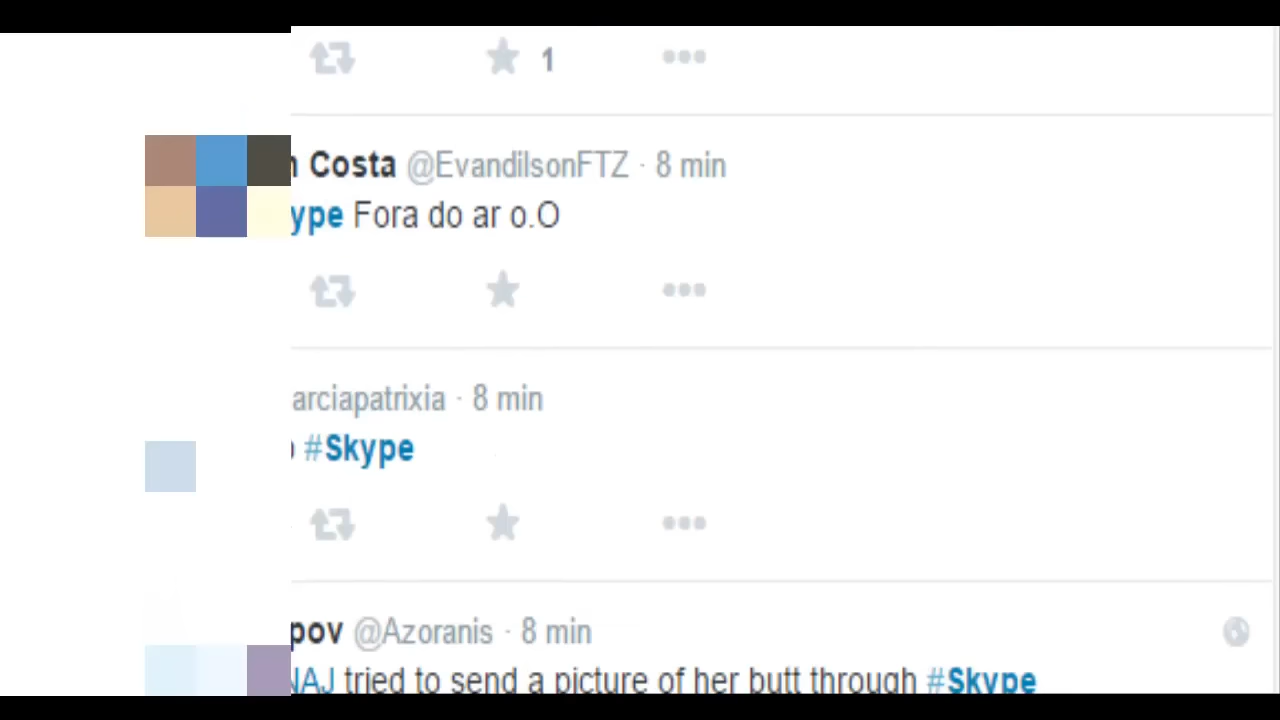 1
Costa @EvandilsonFTZ · 8 min
ype Fora do ar o.O
arciapatrixia · 8 min
#Skype
pov @Azoranis · 8 min
NAJ tried to send a picture of her butt through #Skype